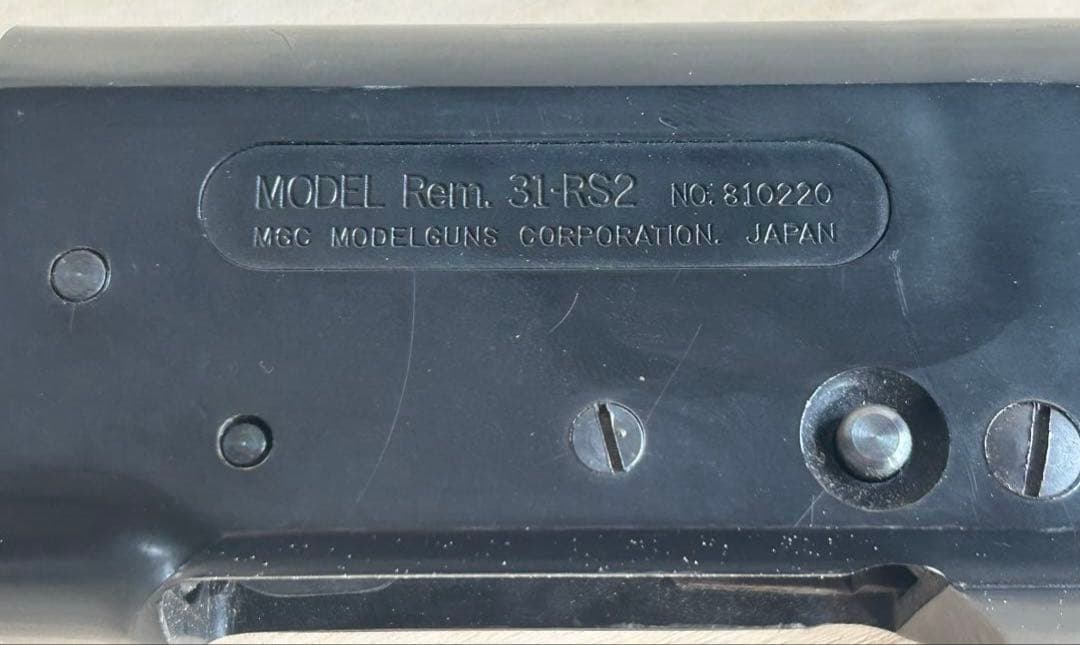 MODEL Rem. 31-RS2 NO: 810220
MGC MODELGUNS CORPORATION. JAPAN